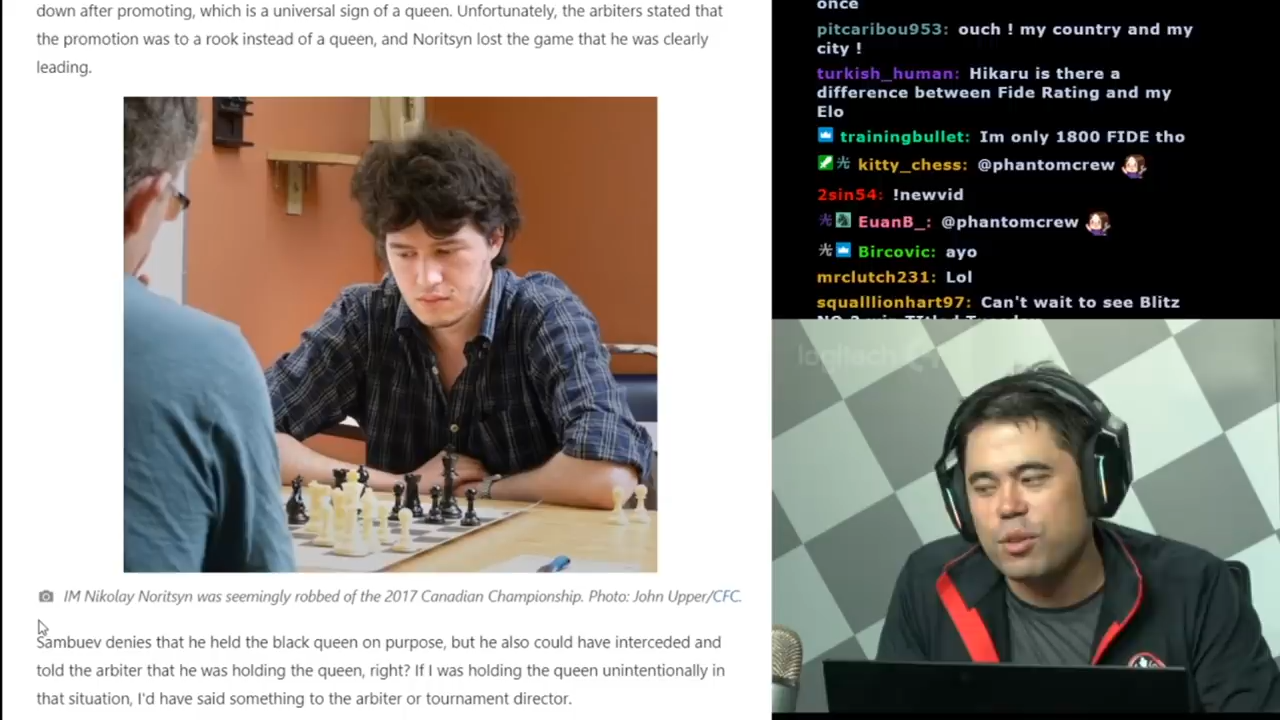 down after promoting, which is a universal sign of a queen. Unfortunately, the arbiters stated that
the promotion was to a rook instead of a queen, and Noritsyn lost the game that he was clearly
leading.
IM Nikolay Noritsyn was seemingly robbed of the 2017 Canadian Championship. Photo: John Upper/CFC.
Sambuev denies that he held the black queen on purpose, but he also could have interceded and
told the arbiter that he was holding the queen, right? If I was holding the queen unintentionally in
that situation, I'd have said something to the arbiter or tournament director.
once
pitcaribou953: ouch ! my country and my
city !
turkish_human: Hikaru is there a
difference between Fide Rating and my
Elo
trainingbullet: Im only 1800 FIDE tho
kitty_chess: @phantomcrew
2sin54: !newvid
EuanB_: @phantomcrew
Bircovic: ayo
mrclutch231: Lol
squalllionhart97: Can't wait to see Blitz
logitech G